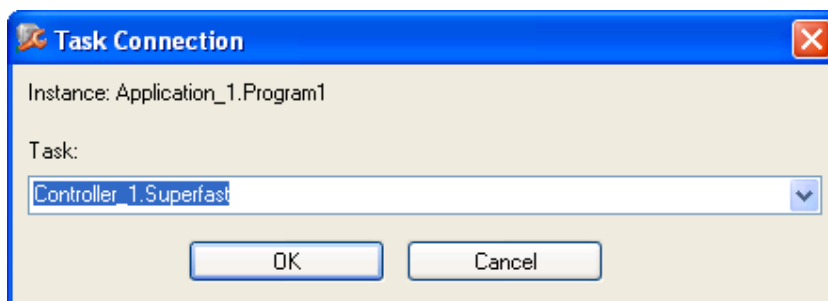 Task Connection
Instance: Application_1.Program1
Task:
Controller_1.Superfast
OK Cancel